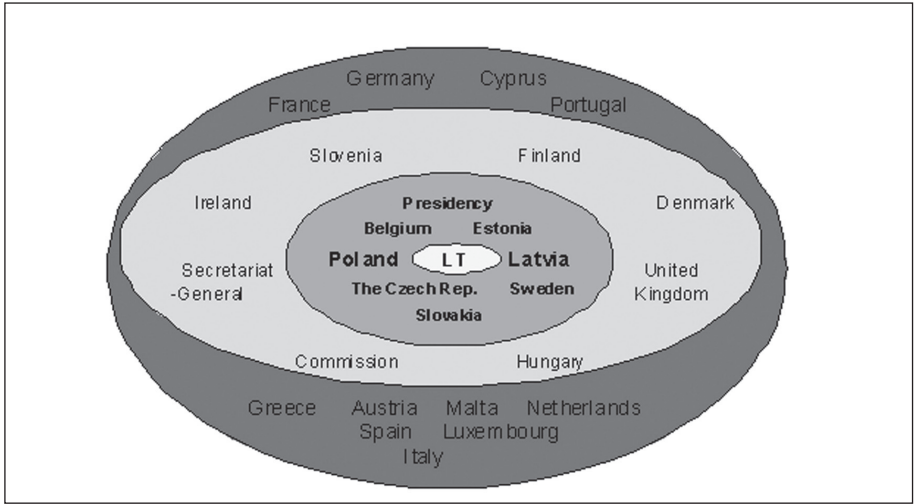 Germany Cyprus
France Portugal
Slovenia Finland
Ireland Presidency Denmark
Belgium Estonia
Poland LT Latvia
Secretariat United
-General The Czech Rep. Sweden Kingdom
Slovakia
Commission Hungary
Greece Austria Malta Netherlands
Spain Luxembourg
Italy